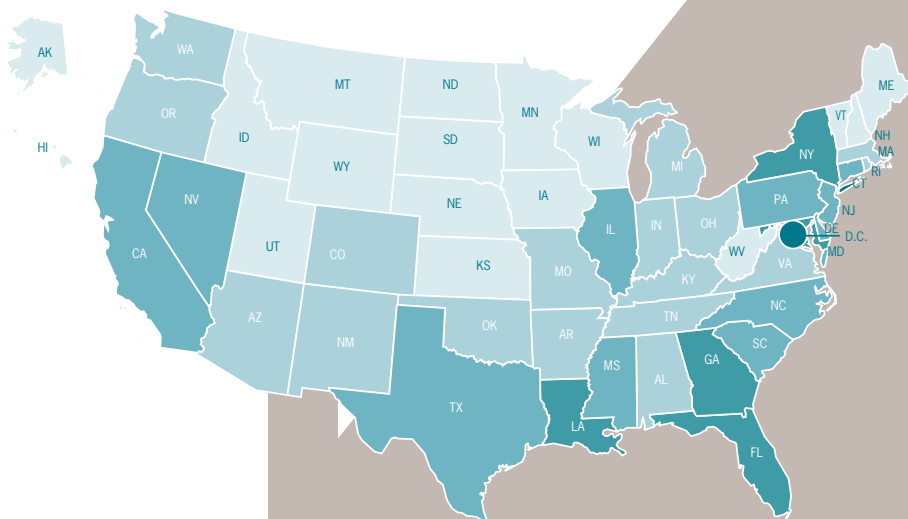 AK
WA
MT
ND
MN
ME
VT
OR
ID
SD
WI
NH
NY
MA
MI
RI
WY
CT
NE
IA
PA
NV
NJ
IL
IN
OH
DE
UT
CO
D.C.
CA
KS
MO
WV
MD
VA
KY
HI
AZ
NM
OK
AR
TN
NC
SC
MS
AL
GA
TX
LA
FL